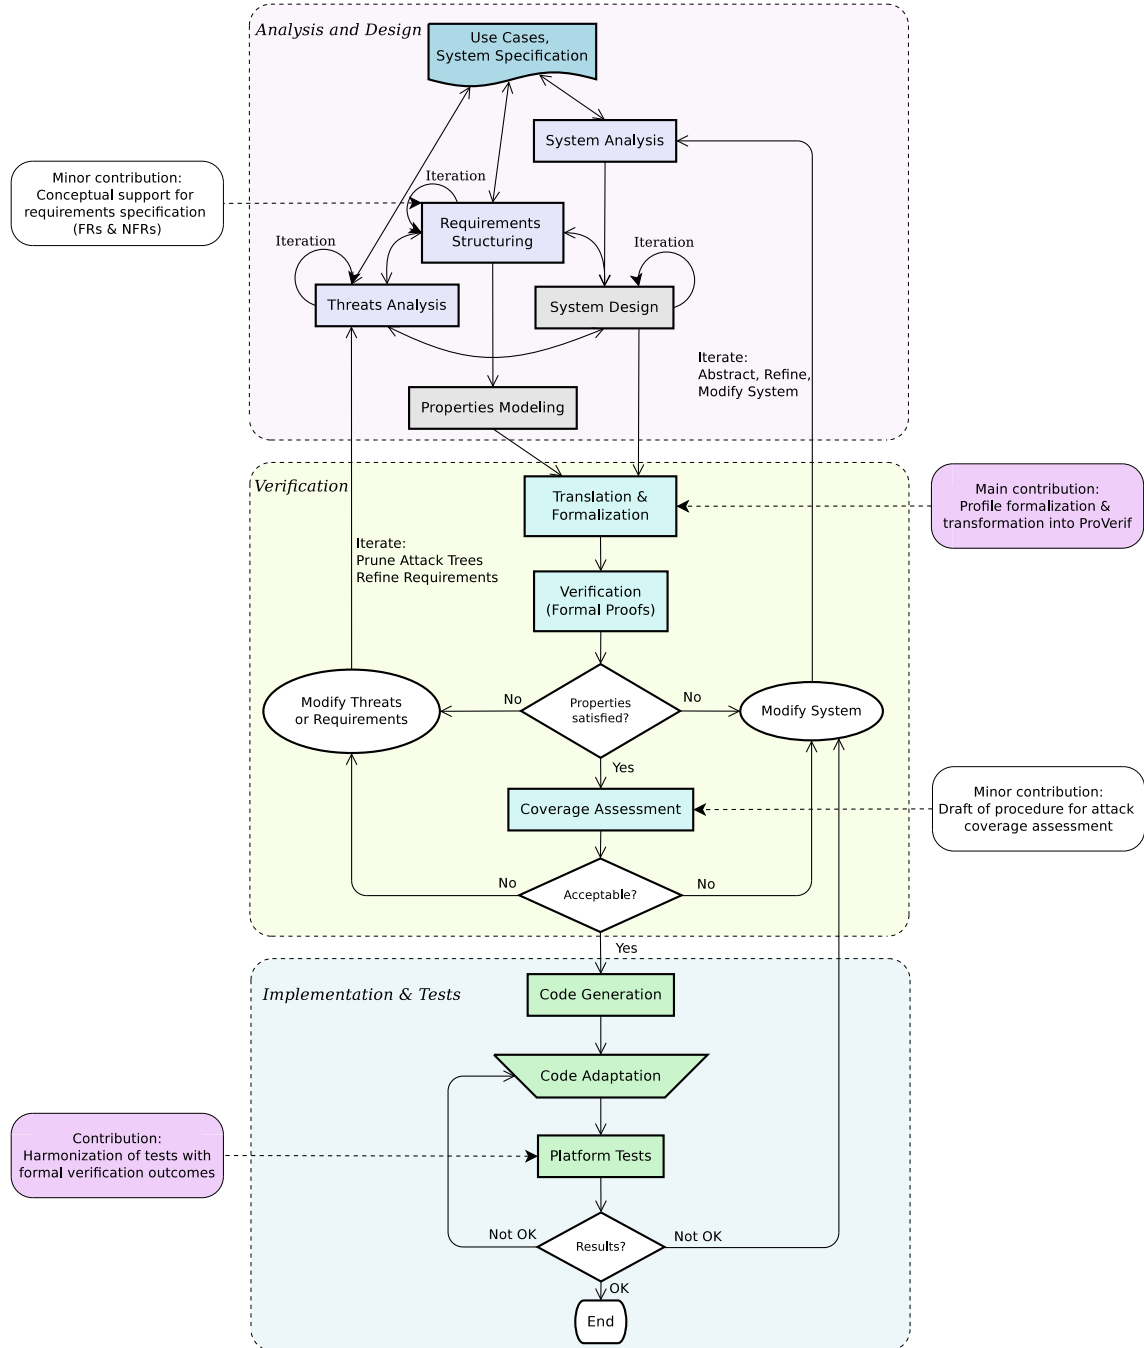 Analysis and Design
Use Cases,
System Specification
System Analysis
Minor contribution:
Conceptual support for
requirements specification
(FRs & NFRs)
Iteration
Requirements
Structuring
Iteration
Iteration
Threats Analysis
System Design
Iterate:
Abstract, Refine,
Modify System
Properties Modeling
Verification
Translation &
Formalization
Main contribution:
Profile formalization &
transformation into ProVerif
Iterate:
Prune Attack Trees
Refine Requirements
Verification
(Formal Proofs)
Modify Threats
or Requirements
No
Properties
satisfied?
No
Modify System
Yes
Coverage Assessment
Minor contribution:
Draft of procedure for attack
coverage assessment
No
Acceptable?
No
Yes
Implementation & Tests
Code Generation
Code Adaptation
Contribution:
Harmonization of tests with
formal verification outcomes
Platform Tests
Not OK
Results?
Not OK
OK
End